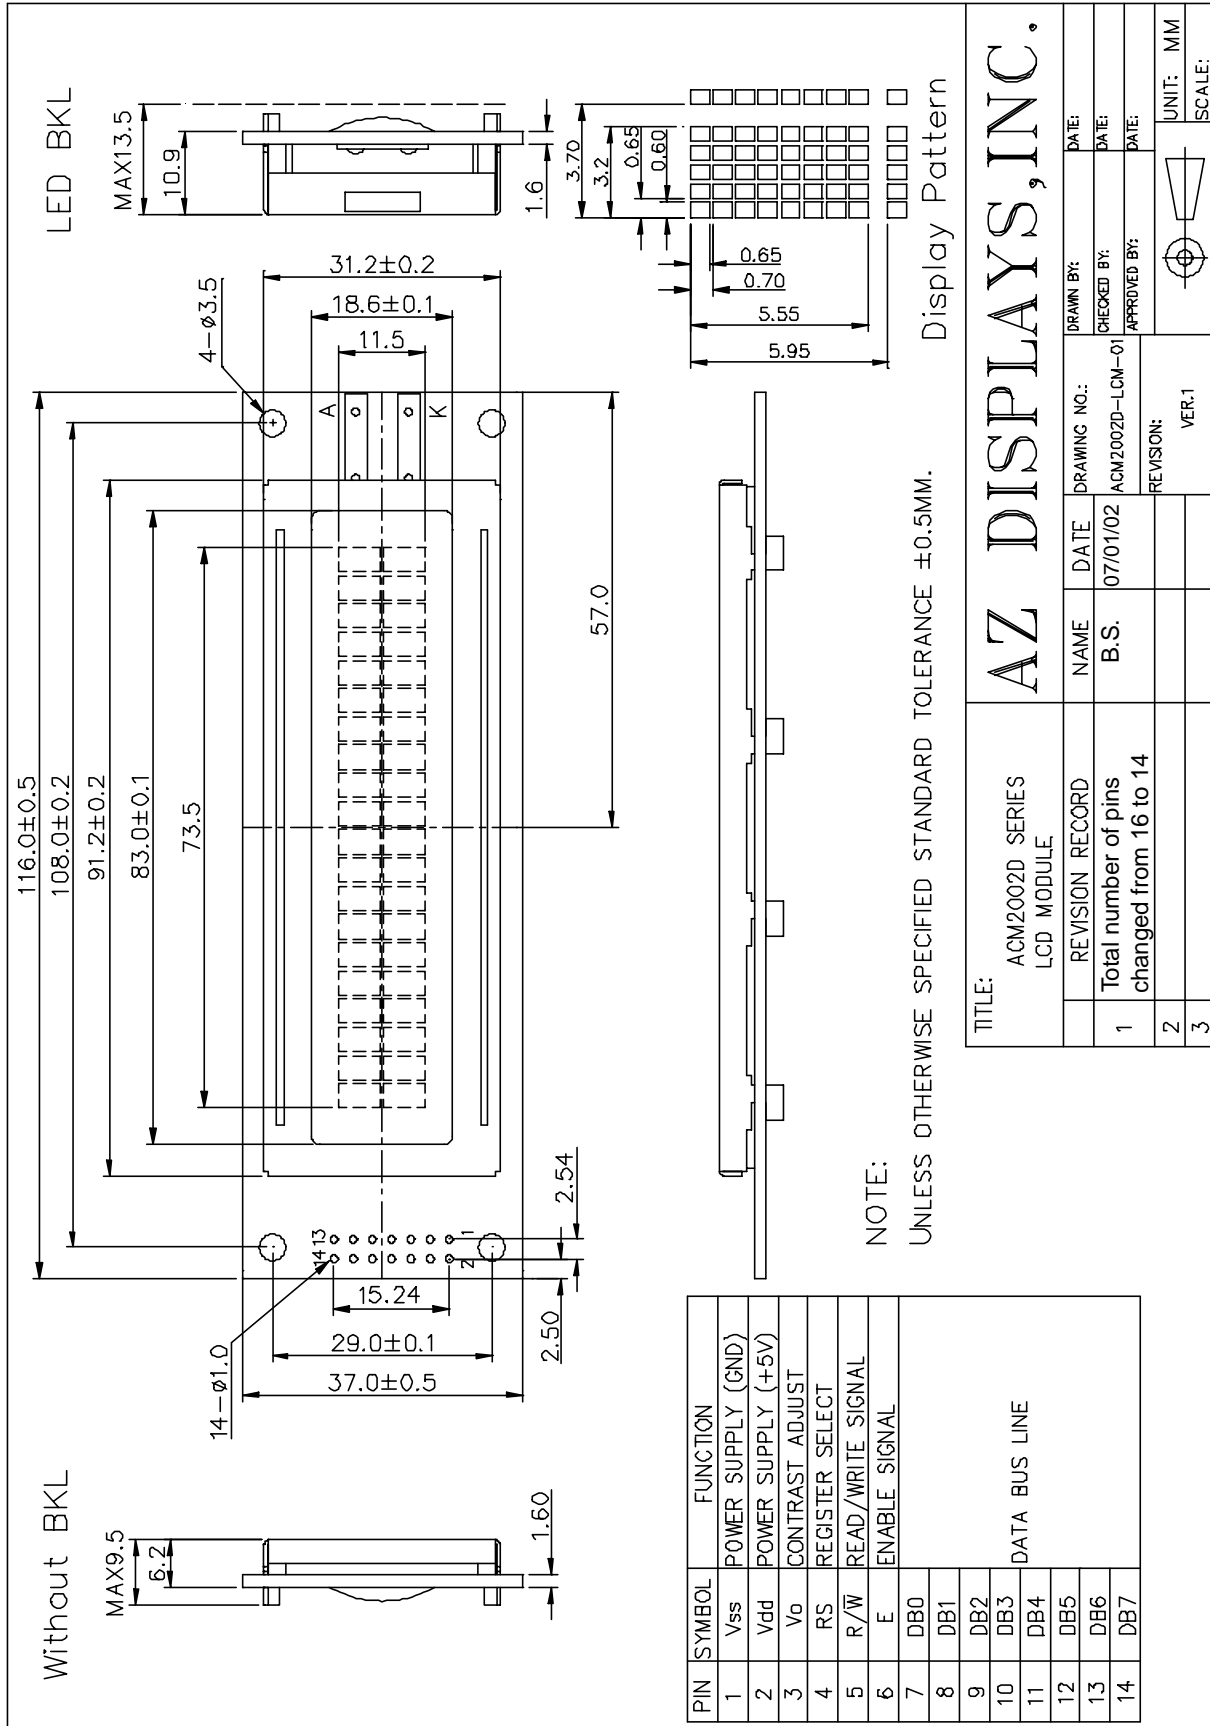 Without BKL
MAX9.5
6.2
1.60
LED BKL
MAX13.5
10.9
1.6
116.0±0.5
108.0±0.2
91.2±0.2
83.0±0.1
73.5
57.0
4-ø3.5
31.2±0.2
18.6±0.1
11.5
A
K
14
13
2
1
14-ø1.0
15.24
29.0±0.1
37.0±0.5
2.54
2.50
3.70
3.2
0.65
0.60
0.65
0.70
5.55
5.95
Display Pattern
NOTE:
UNLESS OTHERWISE SPECIFIED STANDARD TOLERANCE ±0.5MM.
PIN SYMBOL FUNCTION
1 Vss POWER SUPPLY (GND)
2 Vdd POWER SUPPLY (+5V)
3 Vo CONTRAST ADJUST
4 RS REGISTER SELECT
5 R/W̅ READ/WRITE SIGNAL
6 E ENABLE SIGNAL
7 DB0
8 DB1
9 DB2
10 DB3
11 DB4
12 DB5
13 DB6
14 DB7
DATA BUS LINE
TITLE:
ACM2002D SERIES
LCD MODULE
AZ DISPLAYS,INC.
REVISION RECORD NAME DATE
1 Total number of pins
changed from 16 to 14
B.S. 07/01/02
2
3
DRAWING NO.:
ACM2002D-LCM-01
REVISION:
VER.1
DRAWN BY: DATE:
CHECKED BY: DATE:
APPROVED BY: DATE:
UNIT: MM
SCALE: